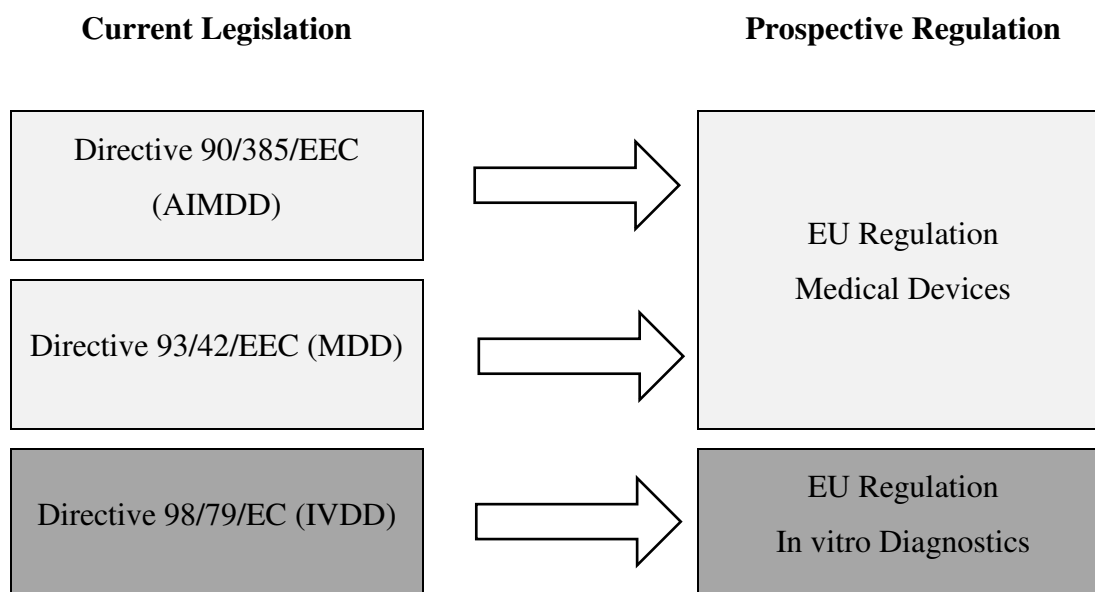 Current Legislation
Prospective Regulation
Directive 90/385/EEC
(AIMDD)
EU Regulation
Medical Devices
Directive 93/42/EEC (MDD)
Directive 98/79/EC (IVDD)
EU Regulation
In vitro Diagnostics